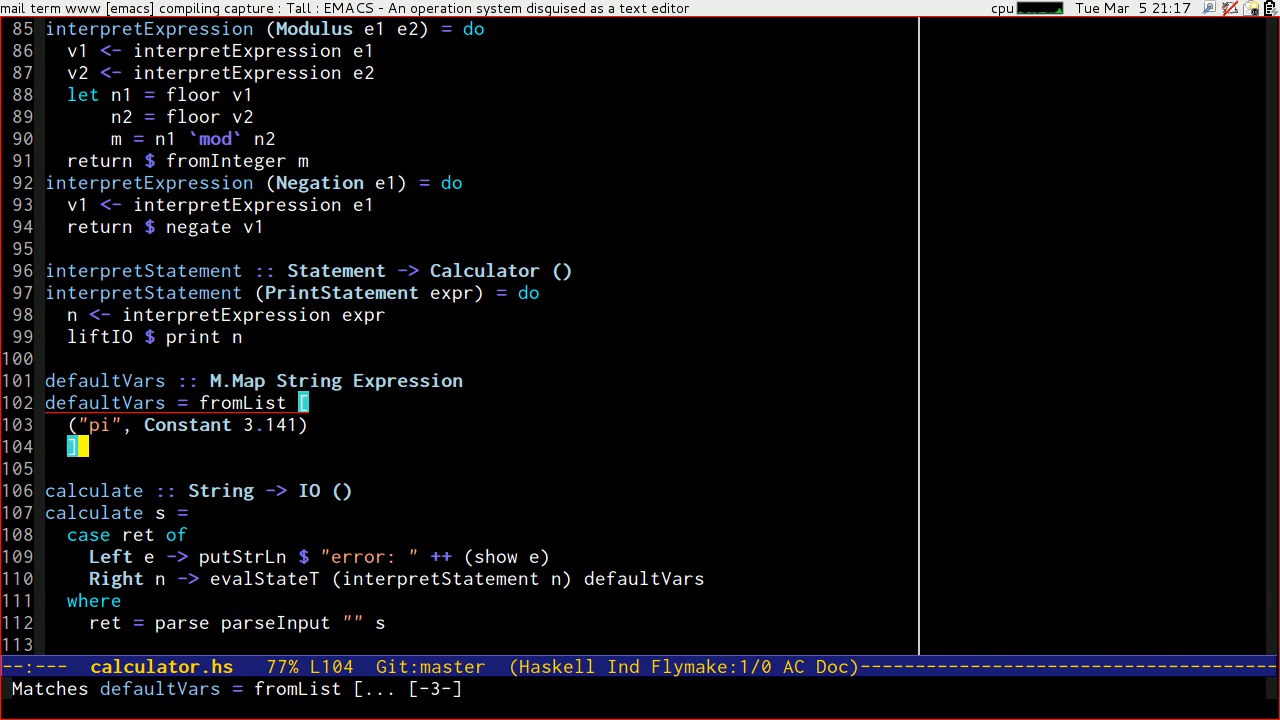 mail term www [emacs] compiling capture : Tall : EMACS - An operation system disquised as a text editor cpu Tue Mar 5 21:17
85 interpretExpression (Modulus e1 e2) = do
86   v1 <- interpretExpression e1
87   v2 <- interpretExpression e2
88   let n1 = floor v1
89       n2 = floor v2
90       m = n1 `mod` n2
91   return $ fromInteger m
92 interpretExpression (Negation e1) = do
93   v1 <- interpretExpression e1
94   return $ negate v1
95
96 interpretStatement :: Statement -> Calculator ()
97 interpretStatement (PrintStatement expr) = do
98   n <- interpretExpression expr
99   liftIO $ print n
100
101 defaultVars :: M.Map String Expression
102 defaultVars = fromList [
103   ("pi", Constant 3.141)
104   ]
105
106 calculate :: String -> IO ()
107 calculate s =
108   case ret of
109     Left e -> putStrLn $ "error: " ++ (show e)
110     Right n -> evalStateT (interpretStatement n) defaultVars
111   where
112     ret = parse parseInput "" s
113
--:--- calculator.hs 77% L104 Git:master (Haskell Ind Flymake:1/0 AC Doc)--------------------------------------
Matches defaultVars = fromList [... [-3-]